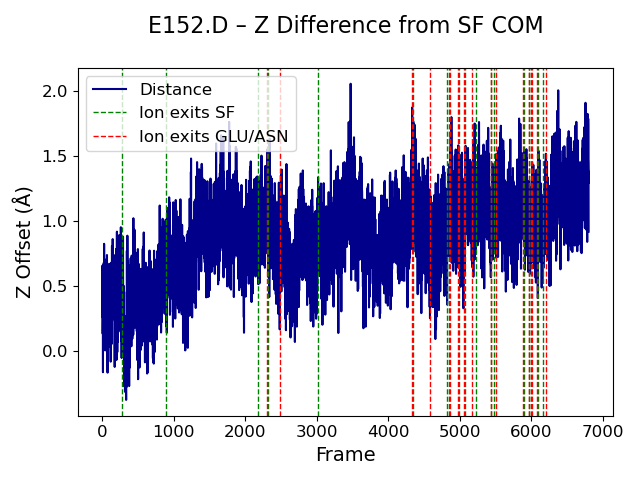 E152.D – Z Difference from SF COM
Distance
Ion exits SF
Ion exits GLU/ASN
2.0
1.5
1.0
0.5
0.0
Z Offset (Å)
0
1000
2000
3000
4000
5000
6000
7000
Frame